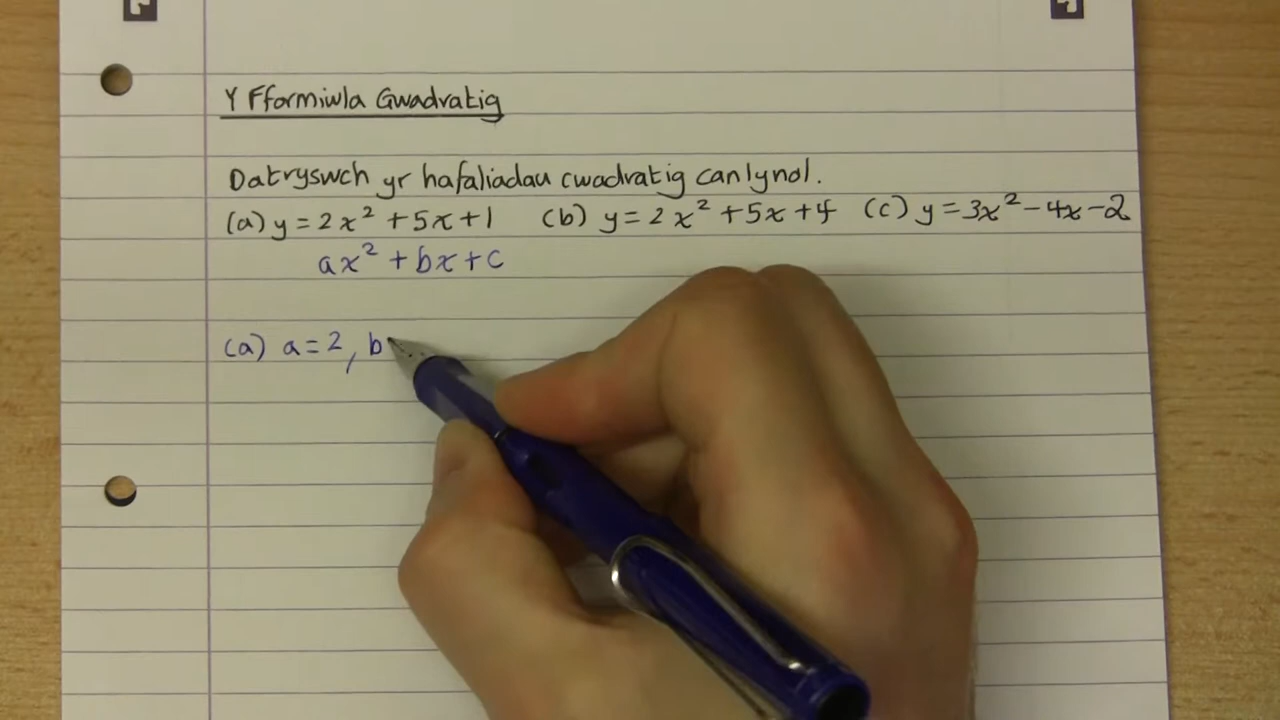 Y Fformiwla Gwadratig
Datryswch yr hafaliadau cwadratig canlynol.
(a) y = 2x² + 5x + 1 (b) y = 2x² + 5x + 4 (c) y = 3x² - 4x - 2
ax² + bx + c
(a) a = 2, b